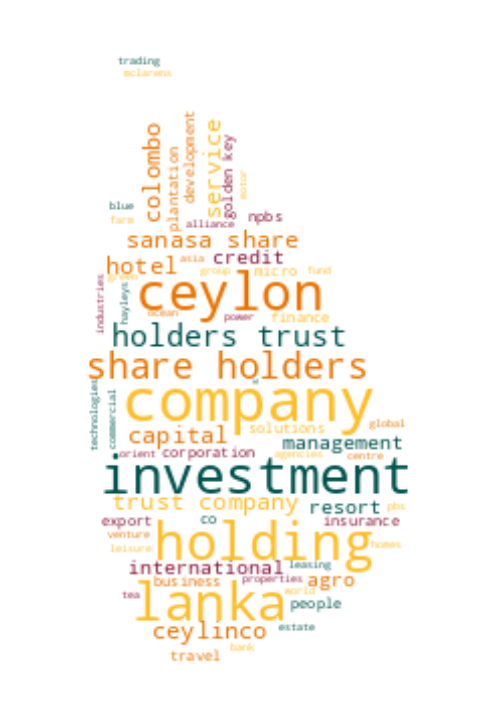 trading
mclarens
colombo
plantation
development
service
golden key
motor
blue
farm
alliance
npbs
sanasa share
hotel
asia
credit
green
group
micro
fund
industries
hayleys
ceylon
ocean
power
finance
holders trust
share holders
technologies
commercial
company
global
capital
solutions
management
orient
corporation
agencies
centre
investment
trust company
resort
pbs
export
co
insurance
venture
holding
leisure
homes
international
leasing
business
properties
agro
tea
lanka
world
people
ceylinco
estate
bank
travel